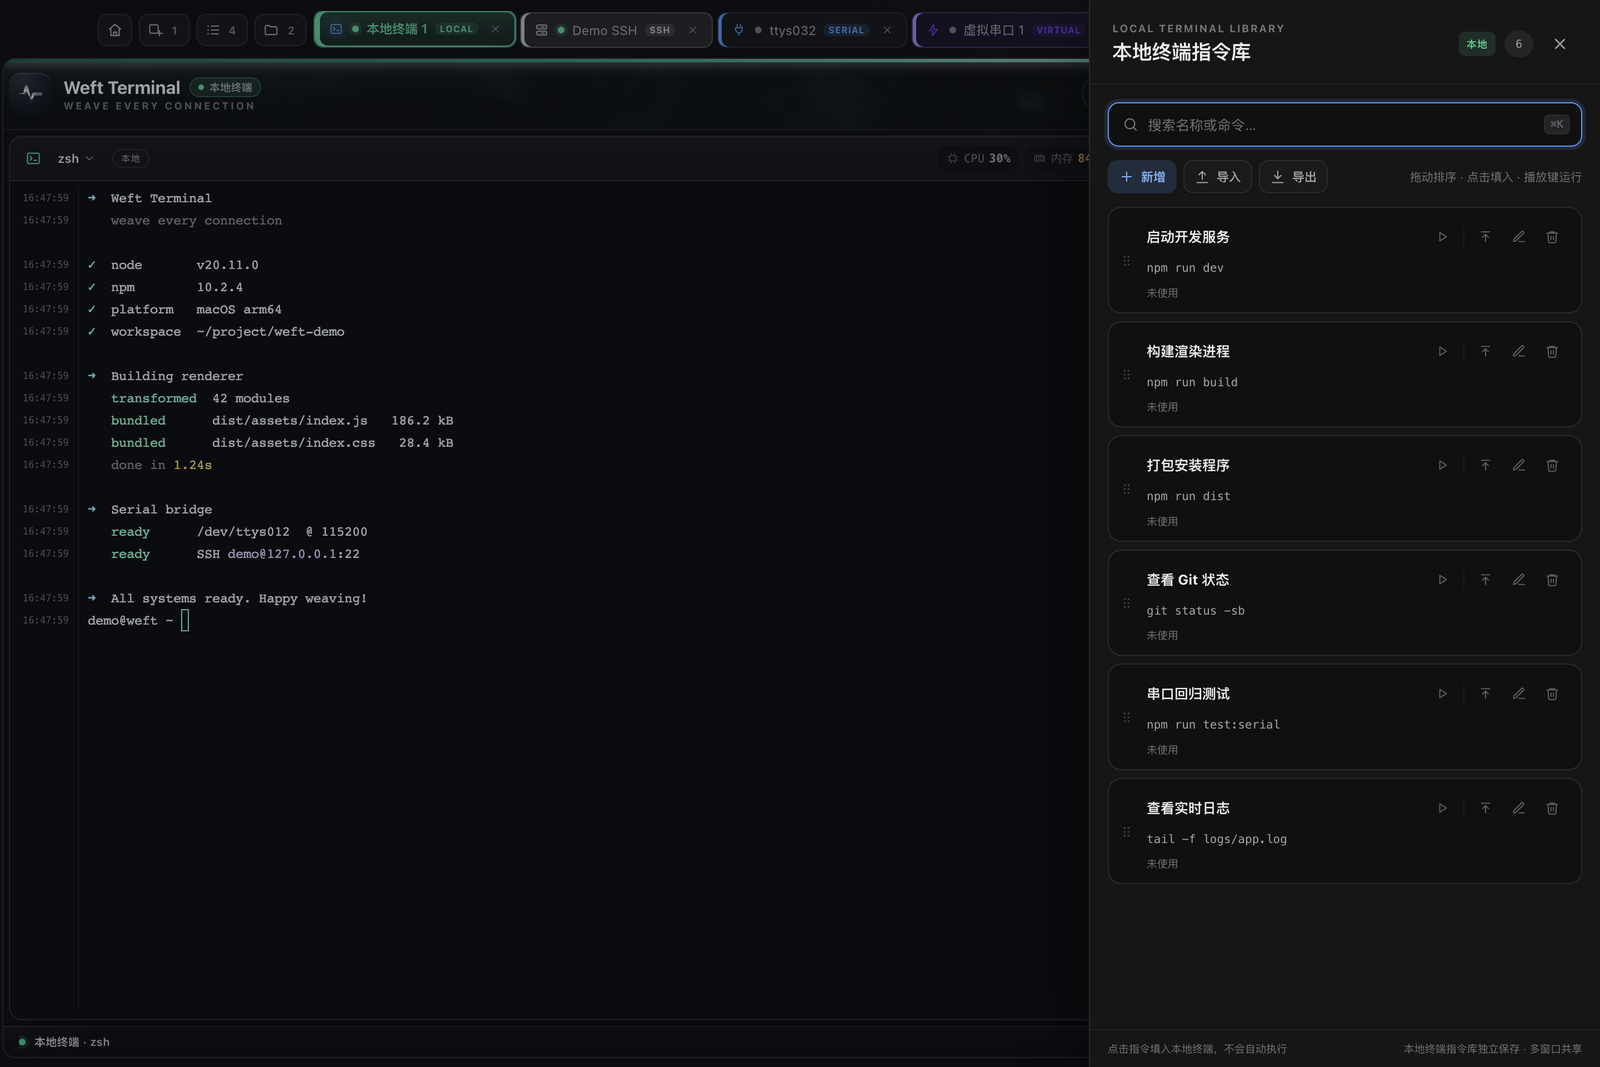 1
4
2
本地终端 1 LOCAL
Demo SSH SSH
ttys032 SERIAL
虚拟串口 1 VIRTUAL
Weft Terminal 本地终端
WEAVE EVERY CONNECTION
zsh 本地
CPU 30% 内存 84
16:47:59 ➜ Weft Terminal
16:47:59 weave every connection
16:47:59 ✓ node v20.11.0
16:47:59 ✓ npm 10.2.4
16:47:59 ✓ platform macOS arm64
16:47:59 ✓ workspace ~/project/weft-demo
16:47:59 ➜ Building renderer
16:47:59 transformed 42 modules
16:47:59 bundled dist/assets/index.js 186.2 kB
16:47:59 bundled dist/assets/index.css 28.4 kB
16:47:59 done in 1.24s
16:47:59 ➜ Serial bridge
16:47:59 ready /dev/ttys012 @ 115200
16:47:59 ready SSH demo@127.0.0.1:22
16:47:59 ➜ All systems ready. Happy weaving!
16:47:59 demo@weft ~
本地终端 · zsh
LOCAL TERMINAL LIBRARY
本地终端指令库
本地 6
搜索名称或命令... ⌘K
新增 导入 导出
拖动排序 · 点击填入 · 播放键运行
启动开发服务
npm run dev
未使用
构建渲染进程
npm run build
未使用
打包安装程序
npm run dist
未使用
查看 Git 状态
git status -sb
未使用
串口回归测试
npm run test:serial
未使用
查看实时日志
tail -f logs/app.log
未使用
点击指令填入本地终端，不会自动执行
本地终端指令库独立保存 · 多窗口共享